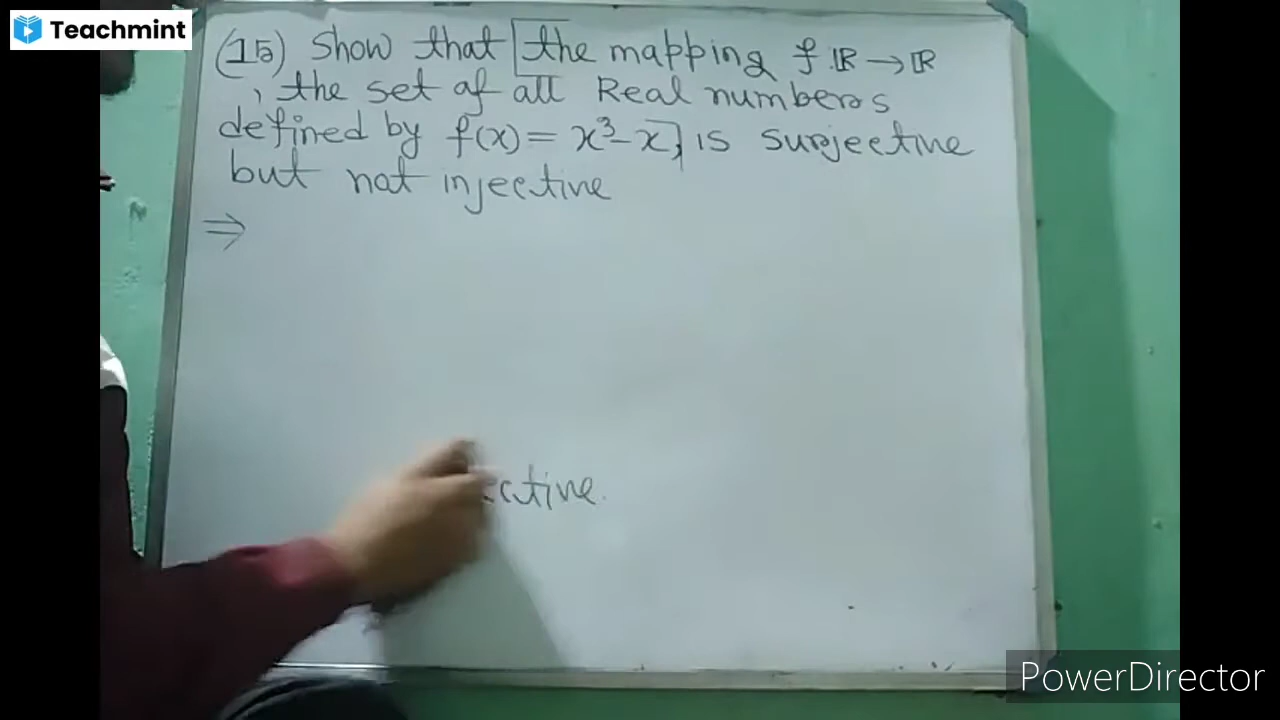 Teachmint
(15) Show that the mapping f: ℝ → ℝ
, the set of all Real numbers
defined by f(x) = x³-x, is surjective
but not injective
⇒
ective.
PowerDirector